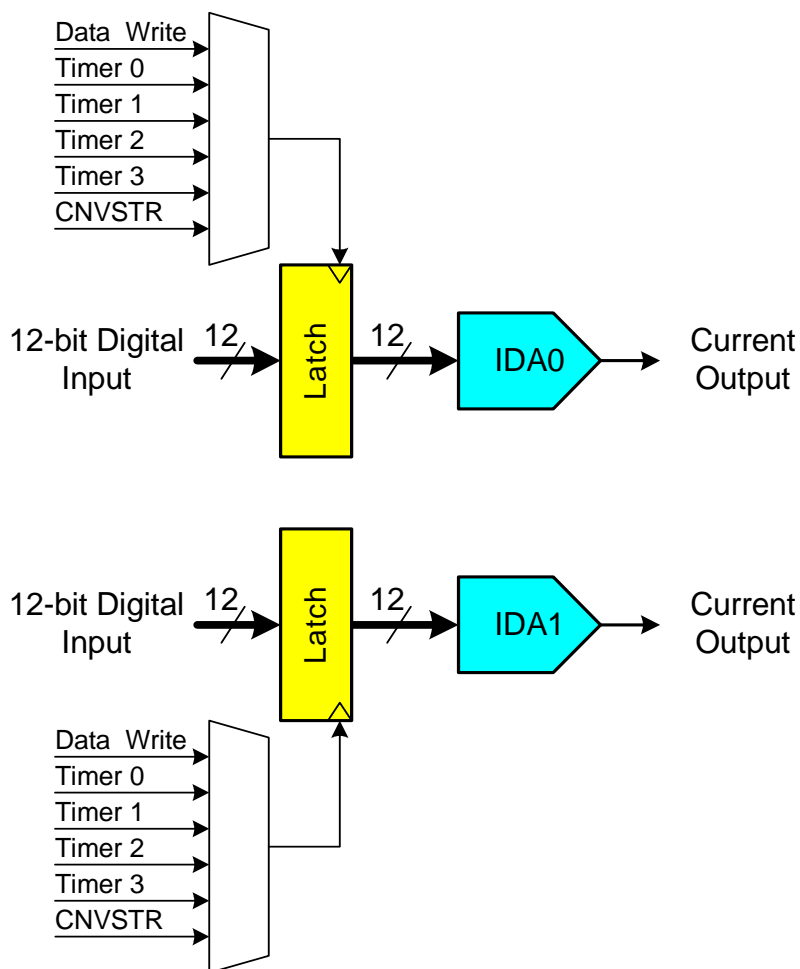 Data Write
Timer 0
Timer 1
Timer 2
Timer 3
CNVSTR
12-bit Digital
Input
12
Latch
12
IDA0
Current
Output
12-bit Digital
Input
12
Latch
12
IDA1
Current
Output
Data Write
Timer 0
Timer 1
Timer 2
Timer 3
CNVSTR